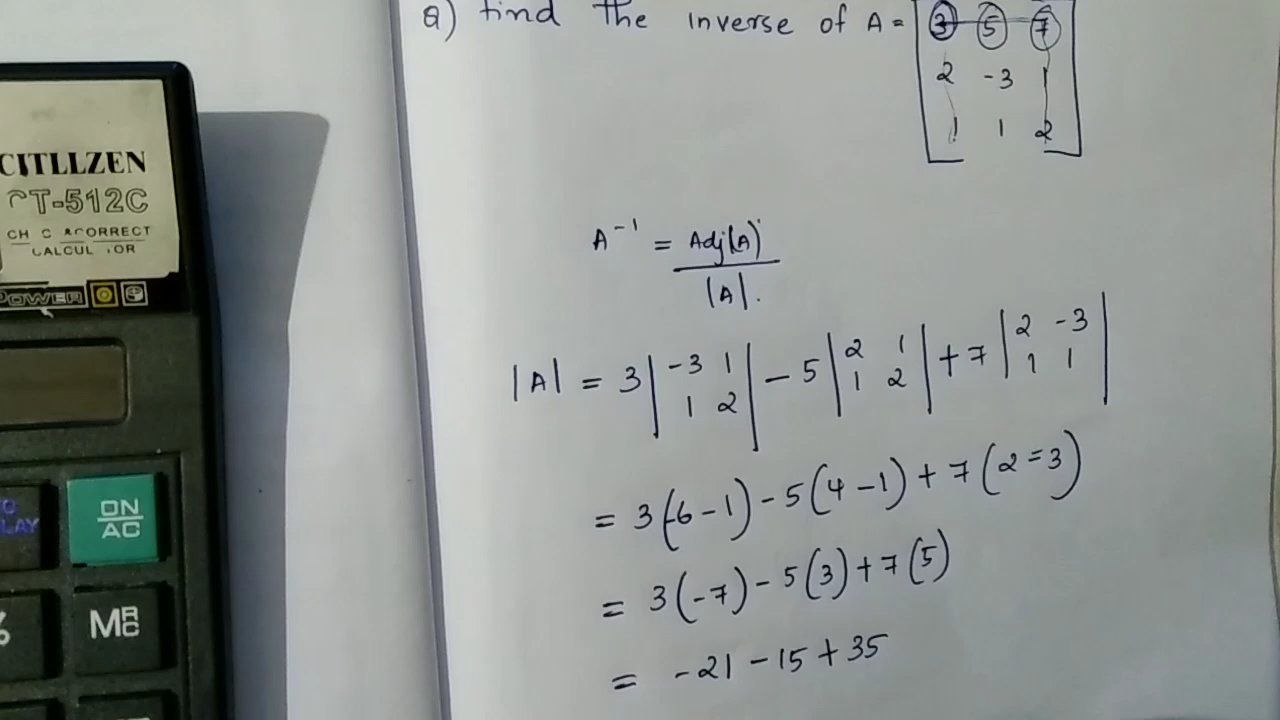 Q) find the inverse of A = [3 5 7
2 -3 1
1 1 2]
A⁻¹ = Adj(A)
|A|.
|A| = 3 |-3 1 - 5 |2 1 + 7 |2 -3
1 2| 1 2| 1 1|
= 3(-6-1) - 5(4-1) + 7(2=3)
= 3(-7) - 5(3) + 7(5)
= -21 - 15 + 35
CITLLZEN
CT-512C
CH C CORRECT
CALCUL OR
POWER
LAY
ON
AC
%
MRC